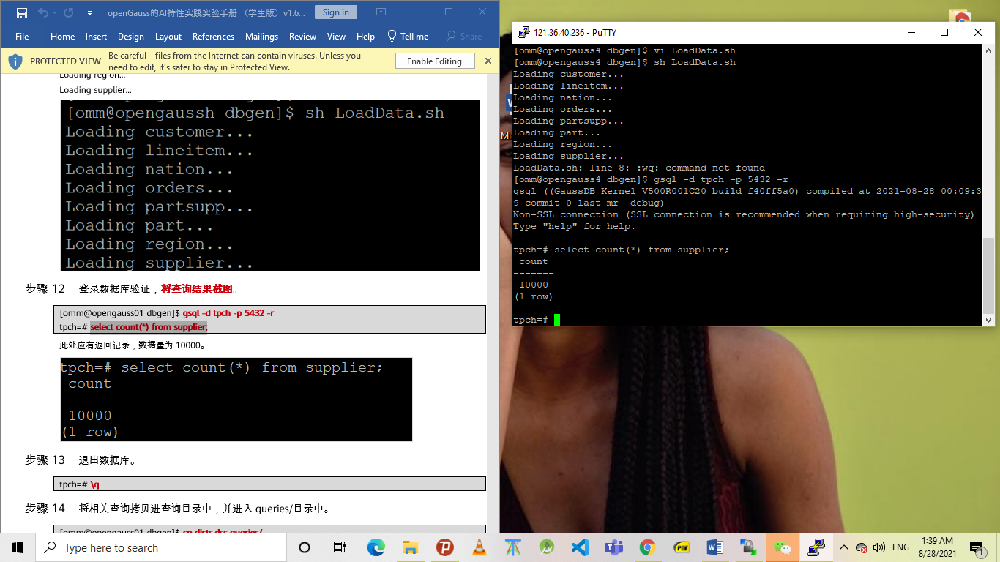 openGauss的AI特性实践实验手册 （学生版）v1.6...
Sign in
File Home Insert Design Layout References Mailings Review View Help Tell me Share
PROTECTED VIEW Be careful—files from the Internet can contain viruses. Unless you need to edit, it's safer to stay in Protected View. Enable Editing
Loading region...
Loading supplier...
[omm@opengaussh dbgen]$ sh LoadData.sh
Loading customer...
Loading lineitem...
Loading nation...
Loading orders...
Loading partsupp...
Loading part...
Loading region...
Loading supplier...
步骤 12 登录数据库验证，将查询结果截图。
[omm@opengauss01 dbgen]$ gsql -d tpch -p 5432 -r
tpch=# select count(*) from supplier;
此处应有返回记录，数据量为 10000。
tpch=# select count(*) from supplier;
count
-------
10000
(1 row)
步骤 13 退出数据库。
tpch=# \q
步骤 14 将相关查询拷贝进查询目录中，并进入 queries/目录中。
[omm@opengauss01 dbgen]$ cp dists.dss queries/
121.36.40.236 - PuTTY
[omm@opengauss4 dbgen]$ vi LoadData.sh
[omm@opengauss4 dbgen]$ sh LoadData.sh
Loading customer...
Loading lineitem...
Loading nation...
Loading orders...
Loading partsupp...
Loading part...
Loading region...
Loading supplier...
LoadData.sh: line 8: :wq: command not found
[omm@opengauss4 dbgen]$ gsql -d tpch -p 5432 -r
gsql ((GaussDB Kernel V500R001C20 build f40ff5a0) compiled at 2021-08-28 00:09:3
9 commit 0 last mr  debug)
Non-SSL connection (SSL connection is recommended when requiring high-security)
Type "help" for help.
tpch=# select count(*) from supplier;
count
-------
10000
(1 row)
tpch=#
Mi
Type here to search
PDF
ENG
1:39 AM
8/28/2021
1